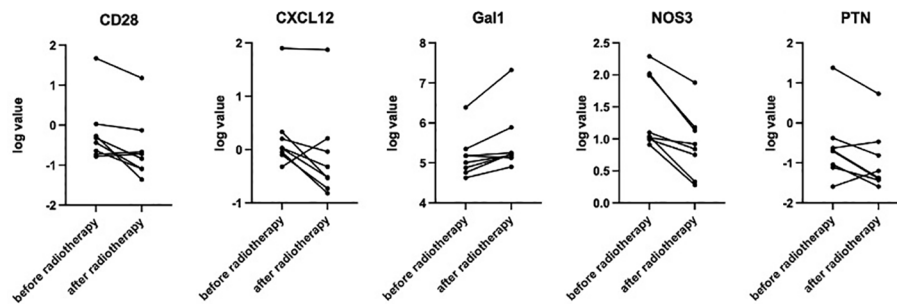 CD28
CXCL12
Gal1
NOS3
PTN
log value
2
1
0
-1
-2
before radiotherapy
after radiotherapy
log value
2
1
0
-1
before radiotherapy
after radiotherapy
log value
8
7
6
5
4
before radiotherapy
after radiotherapy
log value
2.5
2.0
1.5
1.0
0.5
0.0
before radiotherapy
after radiotherapy
log value
2
1
0
-1
-2
before radiotherapy
after radiotherapy